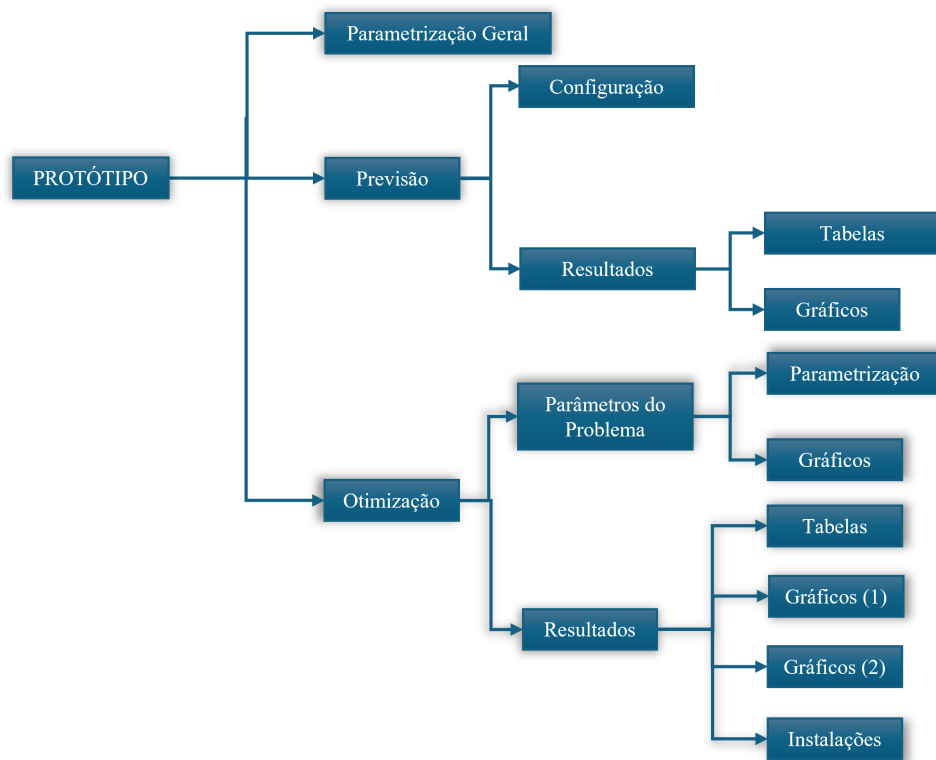 Parametrização Geral
Configuração
PROTÓTIPO
Previsão
Tabelas
Resultados
Gráficos
Parametrização
Parâmetros do
Problema
Gráficos
Otimização
Tabelas
Gráficos (1)
Resultados
Gráficos (2)
Instalações